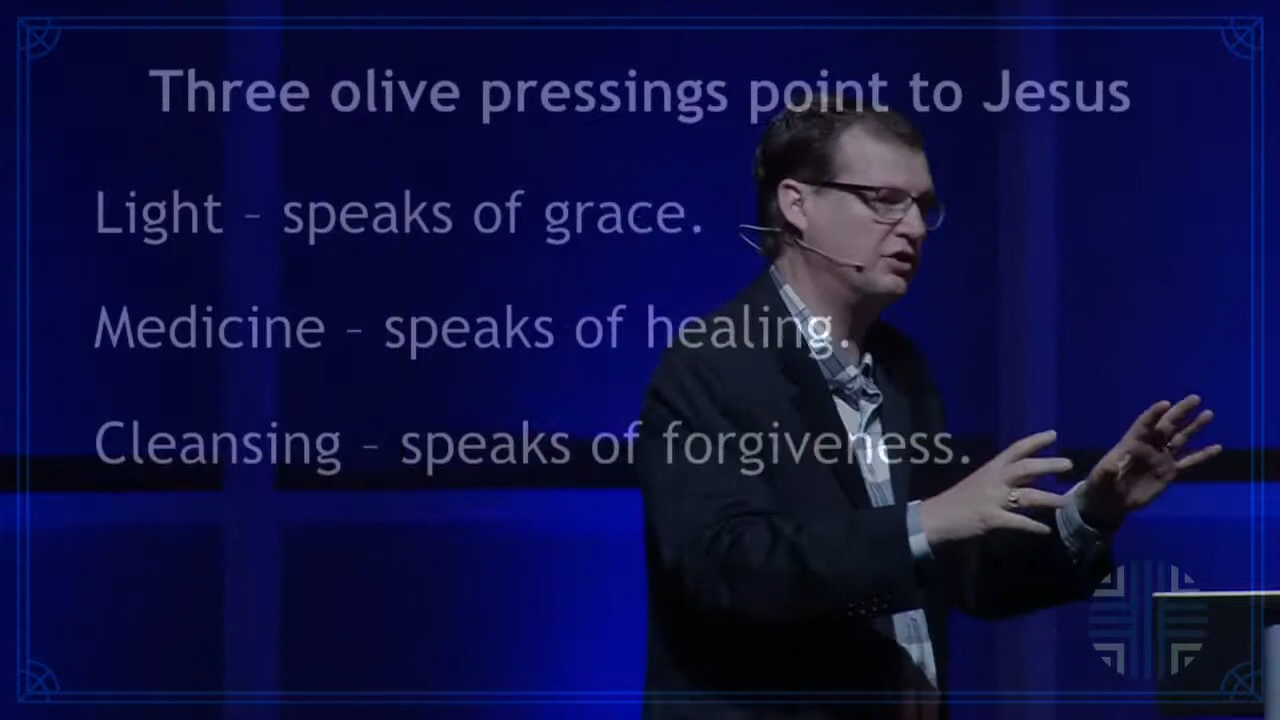 Three olive pressings point to Jesus
Light – speaks of grace.
Medicine – speaks of healing.
Cleansing – speaks of forgiveness.